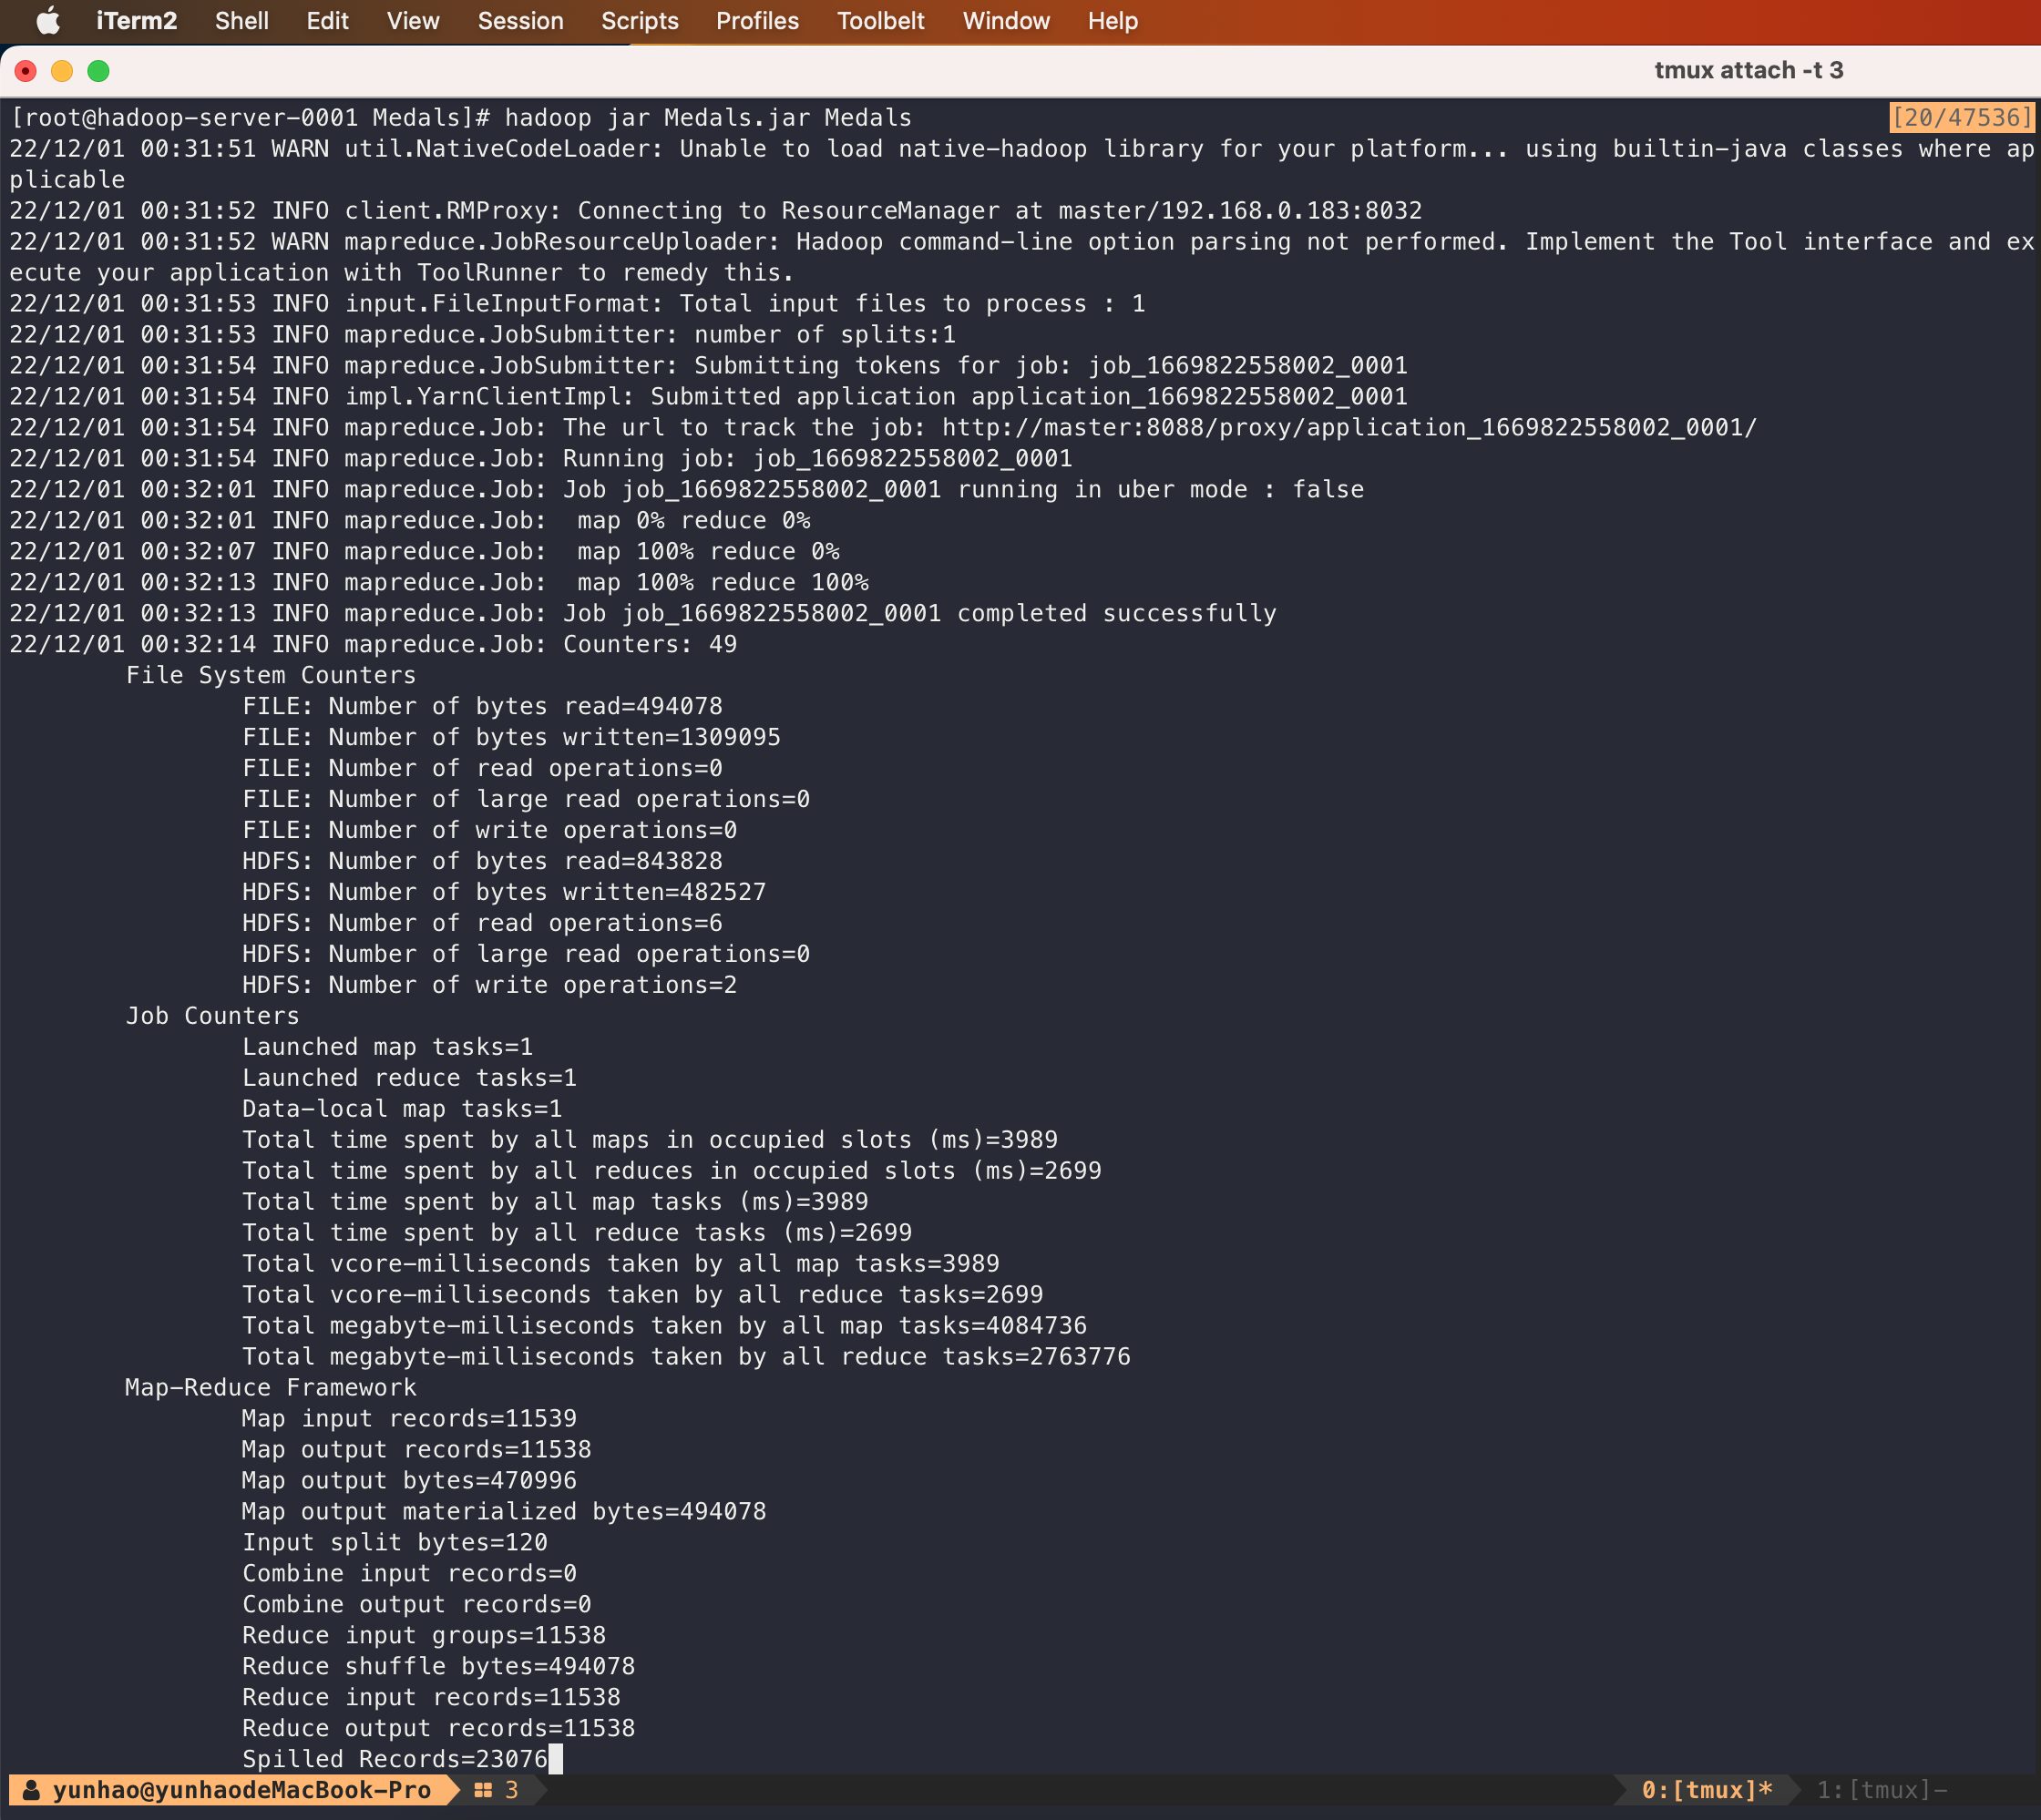 iTerm2 Shell Edit View Session Scripts Profiles Toolbelt Window Help
tmux attach -t 3
[root@hadoop-server-0001 Medals]# hadoop jar Medals.jar Medals [20/47536]
22/12/01 00:31:51 WARN util.NativeCodeLoader: Unable to load native-hadoop library for your platform... using builtin-java classes where ap
plicable
22/12/01 00:31:52 INFO client.RMProxy: Connecting to ResourceManager at master/192.168.0.183:8032
22/12/01 00:31:52 WARN mapreduce.JobResourceUploader: Hadoop command-line option parsing not performed. Implement the Tool interface and ex
ecute your application with ToolRunner to remedy this.
22/12/01 00:31:53 INFO input.FileInputFormat: Total input files to process : 1
22/12/01 00:31:53 INFO mapreduce.JobSubmitter: number of splits:1
22/12/01 00:31:54 INFO mapreduce.JobSubmitter: Submitting tokens for job: job_1669822558002_0001
22/12/01 00:31:54 INFO impl.YarnClientImpl: Submitted application application_1669822558002_0001
22/12/01 00:31:54 INFO mapreduce.Job: The url to track the job: http://master:8088/proxy/application_1669822558002_0001/
22/12/01 00:31:54 INFO mapreduce.Job: Running job: job_1669822558002_0001
22/12/01 00:32:01 INFO mapreduce.Job: Job job_1669822558002_0001 running in uber mode : false
22/12/01 00:32:01 INFO mapreduce.Job:  map 0% reduce 0%
22/12/01 00:32:07 INFO mapreduce.Job:  map 100% reduce 0%
22/12/01 00:32:13 INFO mapreduce.Job:  map 100% reduce 100%
22/12/01 00:32:13 INFO mapreduce.Job: Job job_1669822558002_0001 completed successfully
22/12/01 00:32:14 INFO mapreduce.Job: Counters: 49
File System Counters
FILE: Number of bytes read=494078
FILE: Number of bytes written=1309095
FILE: Number of read operations=0
FILE: Number of large read operations=0
FILE: Number of write operations=0
HDFS: Number of bytes read=843828
HDFS: Number of bytes written=482527
HDFS: Number of read operations=6
HDFS: Number of large read operations=0
HDFS: Number of write operations=2
Job Counters
Launched map tasks=1
Launched reduce tasks=1
Data-local map tasks=1
Total time spent by all maps in occupied slots (ms)=3989
Total time spent by all reduces in occupied slots (ms)=2699
Total time spent by all map tasks (ms)=3989
Total time spent by all reduce tasks (ms)=2699
Total vcore-milliseconds taken by all map tasks=3989
Total vcore-milliseconds taken by all reduce tasks=2699
Total megabyte-milliseconds taken by all map tasks=4084736
Total megabyte-milliseconds taken by all reduce tasks=2763776
Map-Reduce Framework
Map input records=11539
Map output records=11538
Map output bytes=470996
Map output materialized bytes=494078
Input split bytes=120
Combine input records=0
Combine output records=0
Reduce input groups=11538
Reduce shuffle bytes=494078
Reduce input records=11538
Reduce output records=11538
Spilled Records=23076
yunhao@yunhaodeMacBook-Pro 3 0:[tmux]* 1:[tmux]-